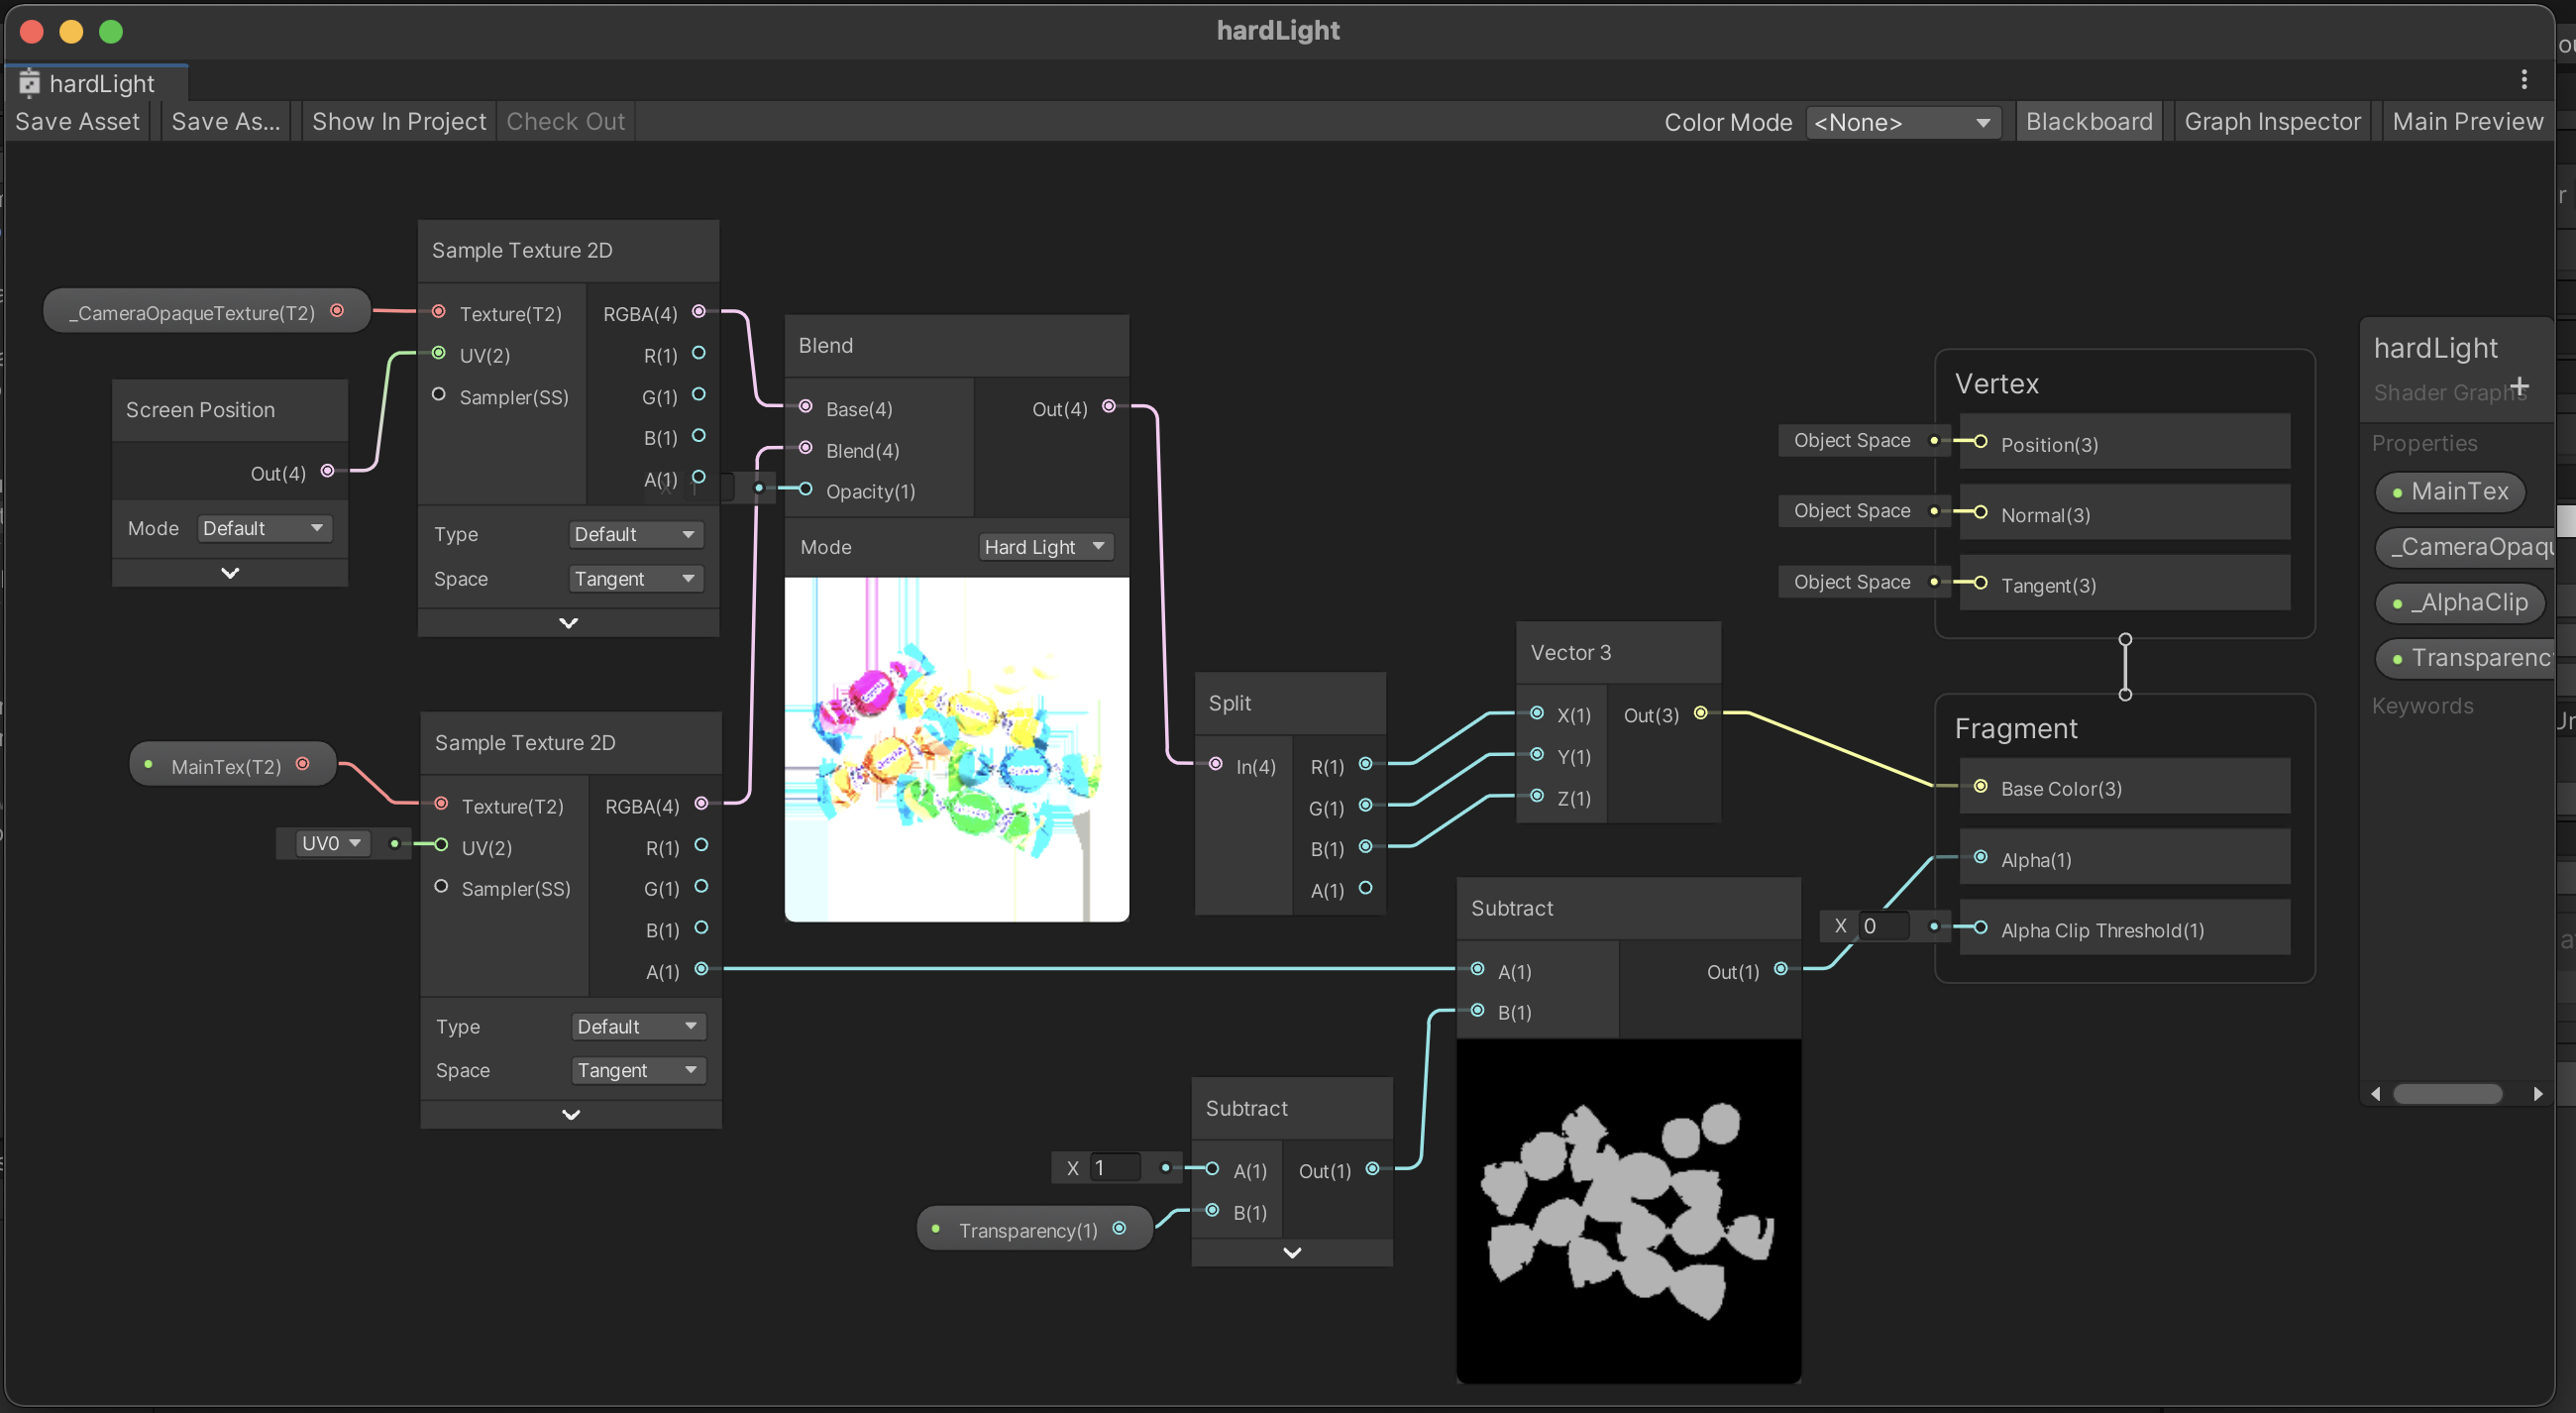 hardLight
hardLight
Save Asset
Save As...
Show In Project
Check Out
Color Mode
<None>
Blackboard
Graph Inspector
Main Preview
_CameraOpaqueTexture(T2)
Screen Position
Out(4)
Mode
Default
Sample Texture 2D
Texture(T2)
UV(2)
Sampler(SS)
RGBA(4)
R(1)
G(1)
B(1)
A(1)
Type
Default
Space
Tangent
X 1
Blend
Base(4)
Blend(4)
Opacity(1)
Out(4)
Mode
Hard Light
MainTex(T2)
UV0
Sample Texture 2D
Texture(T2)
UV(2)
Sampler(SS)
RGBA(4)
R(1)
G(1)
B(1)
A(1)
Type
Default
Space
Tangent
Split
In(4)
R(1)
G(1)
B(1)
A(1)
Vector 3
X(1)
Y(1)
Z(1)
Out(3)
Subtract
A(1)
B(1)
Out(1)
X 1
Transparency(1)
Subtract
A(1)
B(1)
Out(1)
Vertex
Object Space
Position(3)
Object Space
Normal(3)
Object Space
Tangent(3)
Fragment
Base Color(3)
Alpha(1)
X 0
Alpha Clip Threshold(1)
hardLight
Shader Graphs
+
Properties
MainTex
_CameraOpaqu
_AlphaClip
Transparenc
Keywords